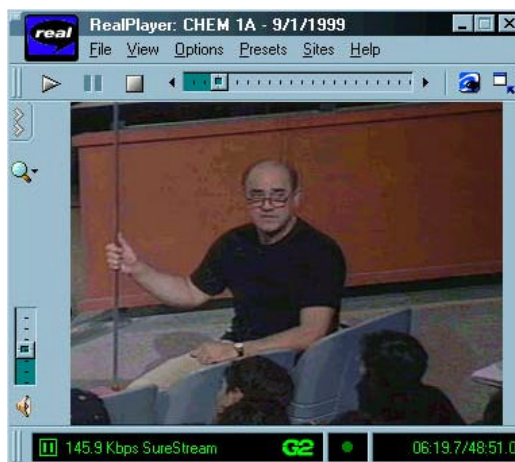 real
RealPlayer: CHEM 1A - 9/1/1999
File View Options Presets Sites Help
145.9 Kbps SureStream G2 06:19.7/48:51.0